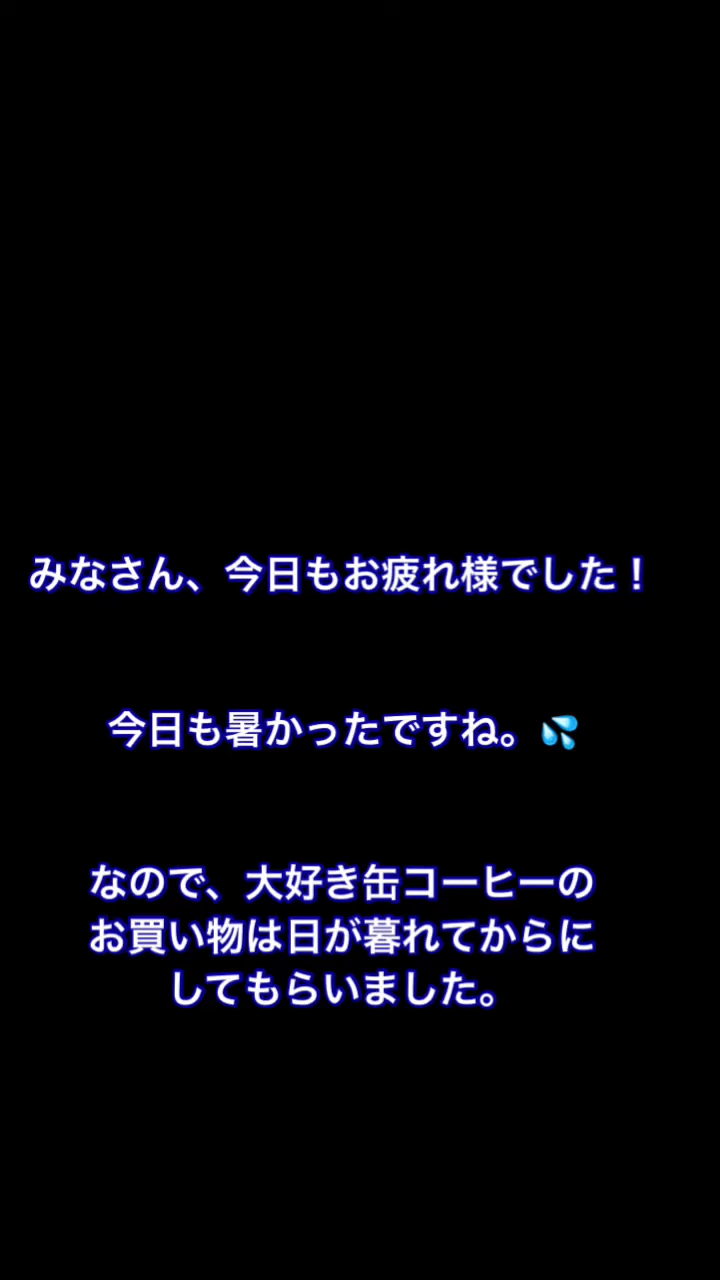 みなさん、今日もお疲れ様でした！
今日も暑かったですね。💦
なので、大好き缶コーヒーの
お買い物は日が暮れてからに
してもらいました。